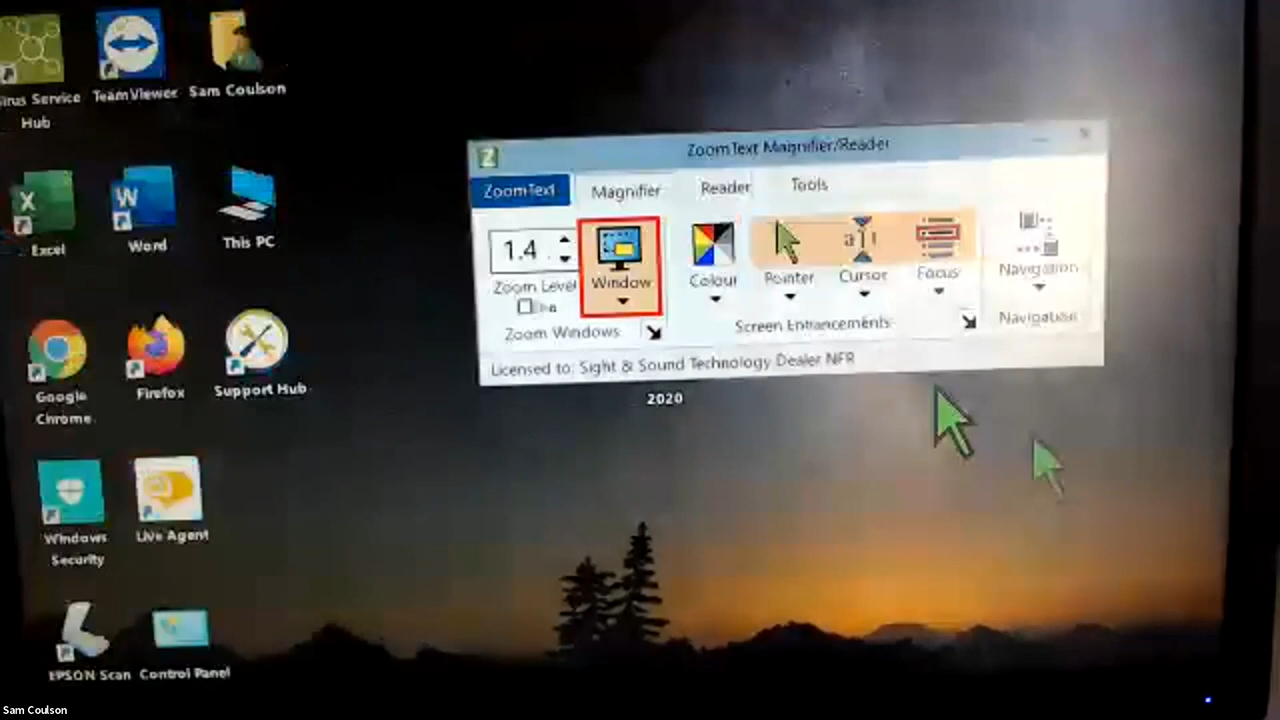 Service
Hub
TeamViewer
Sam Coulson
Excel
Word
This PC
Google
Chrome
Firefox
Support Hub
Windows
Security
Live Agent
EPSON Scan
Control Panel
ZoomText Magnifier/Reader
ZoomText
Magnifier
Reader
Tools
1.4
Zoom Level
Window
Colour
Pointer
Cursor
Focus
Navigation
Zoom Windows
Screen Enhancements
Navigation
Licensed to: Sight & Sound Technology Dealer NFR
2020
Sam Coulson